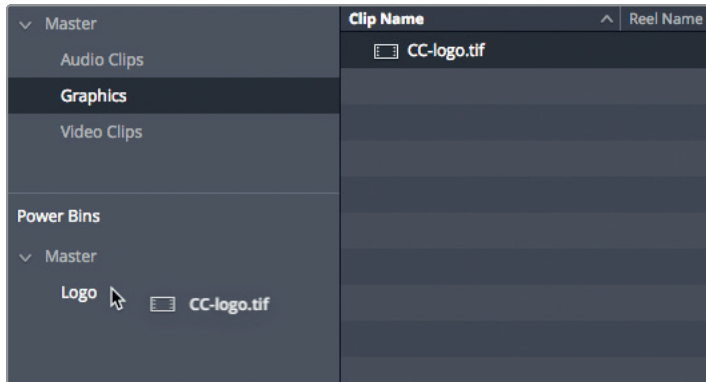 Master
Audio Clips
Graphics
Video Clips
Power Bins
Master
Logo
CC-logo.tif
Clip Name
Reel Name
CC-logo.tif